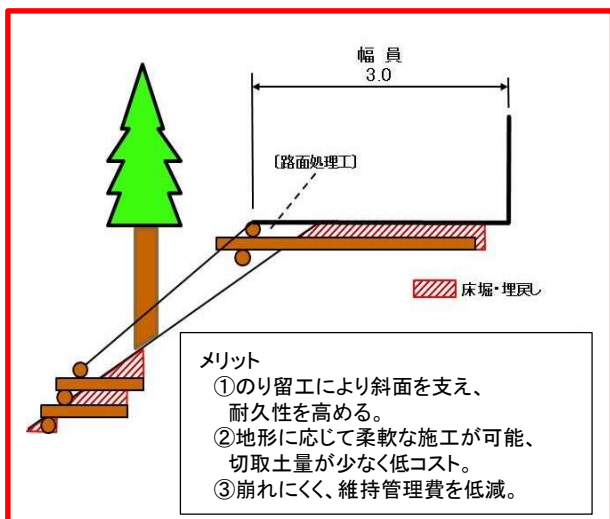 幅 員
3.0
〔路面処理工〕
床堀・埋戻し
メリット
①のり留工により斜面を支え、
耐久性を高める。
②地形に応じて柔軟な施工が可能、
切取土量が少なく低コスト。
③崩れにくく、維持管理費を低減。